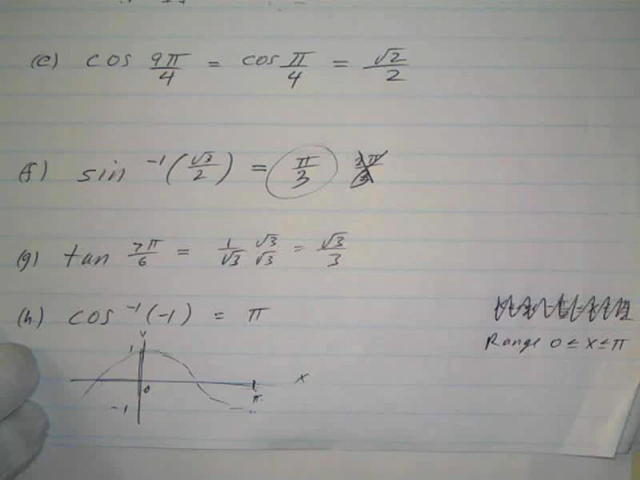 (e) cos 9π/4 = cos π/4 = √2/2
(f) sin⁻¹(√3/2) = π/3
(g) tan 7π/6 = 1/√3 √3/√3 = √3/3
(h) cos⁻¹(-1) = π
Range 0 ≤ x ≤ π
y
1
0
x
π
-1